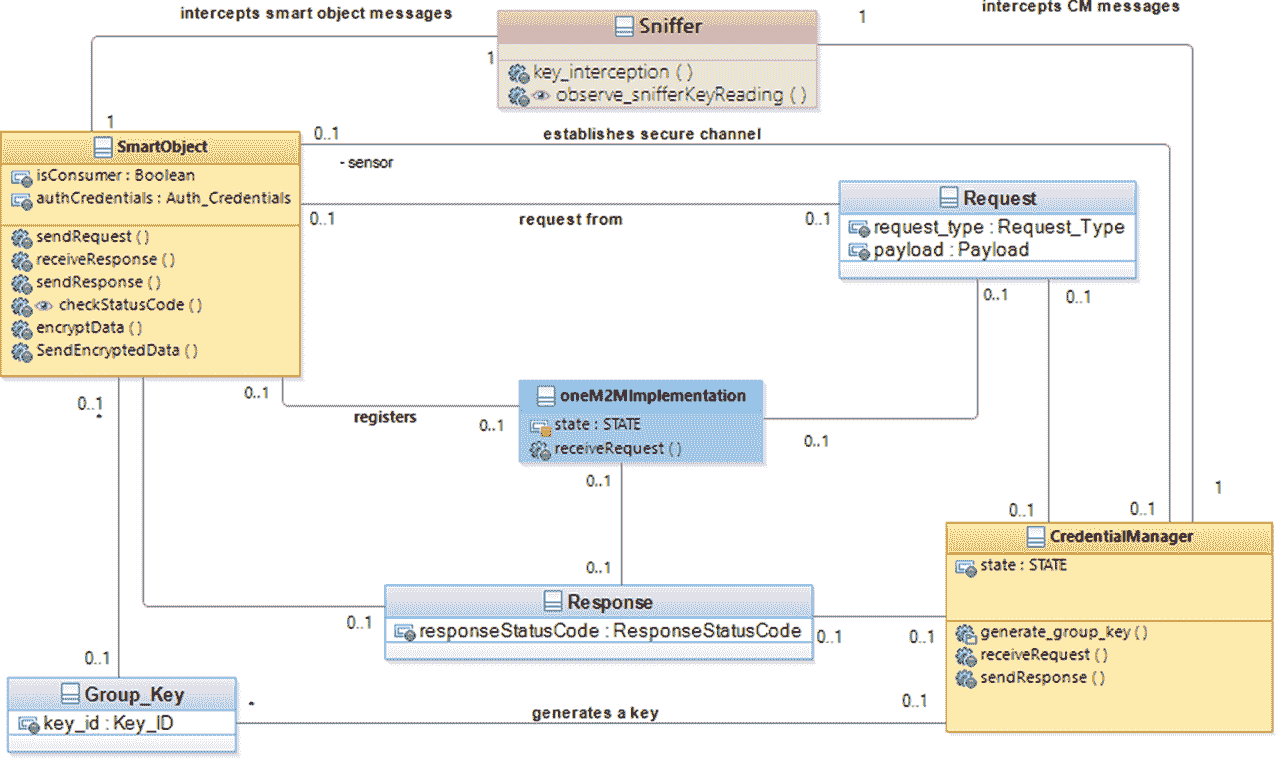 intercepts smart object messages
intercepts CM messages
Sniffer
1
1
key_interception ( )
observe_snifferKeyReading ( )
1
0..1
establishes secure channel
SmartObject
- sensor
isConsumer : Boolean
authCredentials : Auth_Credentials
0..1
request from
0..1
Request
request_type : Request_Type
payload : Payload
sendRequest ( )
receiveResponse ( )
sendResponse ( )
checkStatusCode ( )
encryptData ( )
SendEncryptedData ( )
0..1
0..1
0..1
*
0..1
registers
0..1
oneM2MImplementation
state : STATE
receiveRequest ( )
0..1
0..1
1
0..1
0..1
CredentialManager
state : STATE
0..1
Response
responseStatusCode : ResponseStatusCode
0..1
0..1
0..1
generate_group_key ( )
receiveRequest ( )
sendResponse ( )
0..1
Group_Key
key_id : Key_ID
*
generates a key
0..1